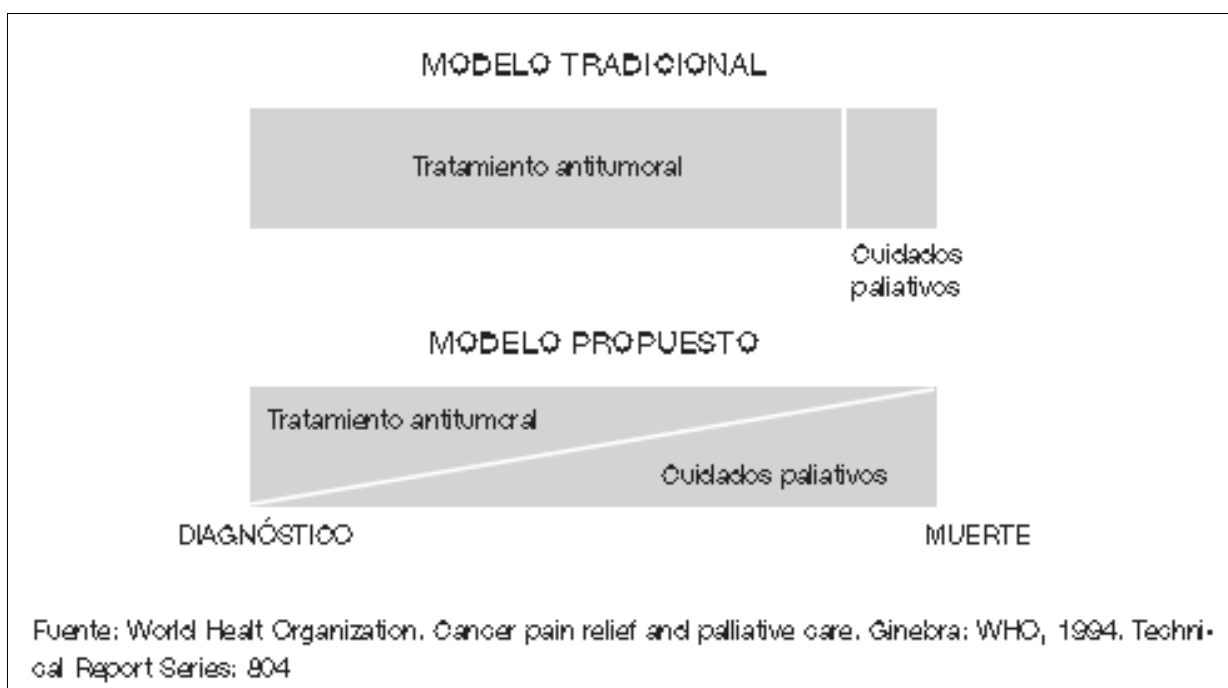 MODELO TRADICIONAL
Tratamiento antitumoral
Cuidados
paliativos
MODELO PROPUESTO
Tratamiento antitumoral
Cuidados paliativos
DIAGNÓSTICO
MUERTE
Fuente: World Healt Organization. Cancer pain relief and palliative care. Ginebra: WHO, 1994. Techni-
cal Report Series: 804